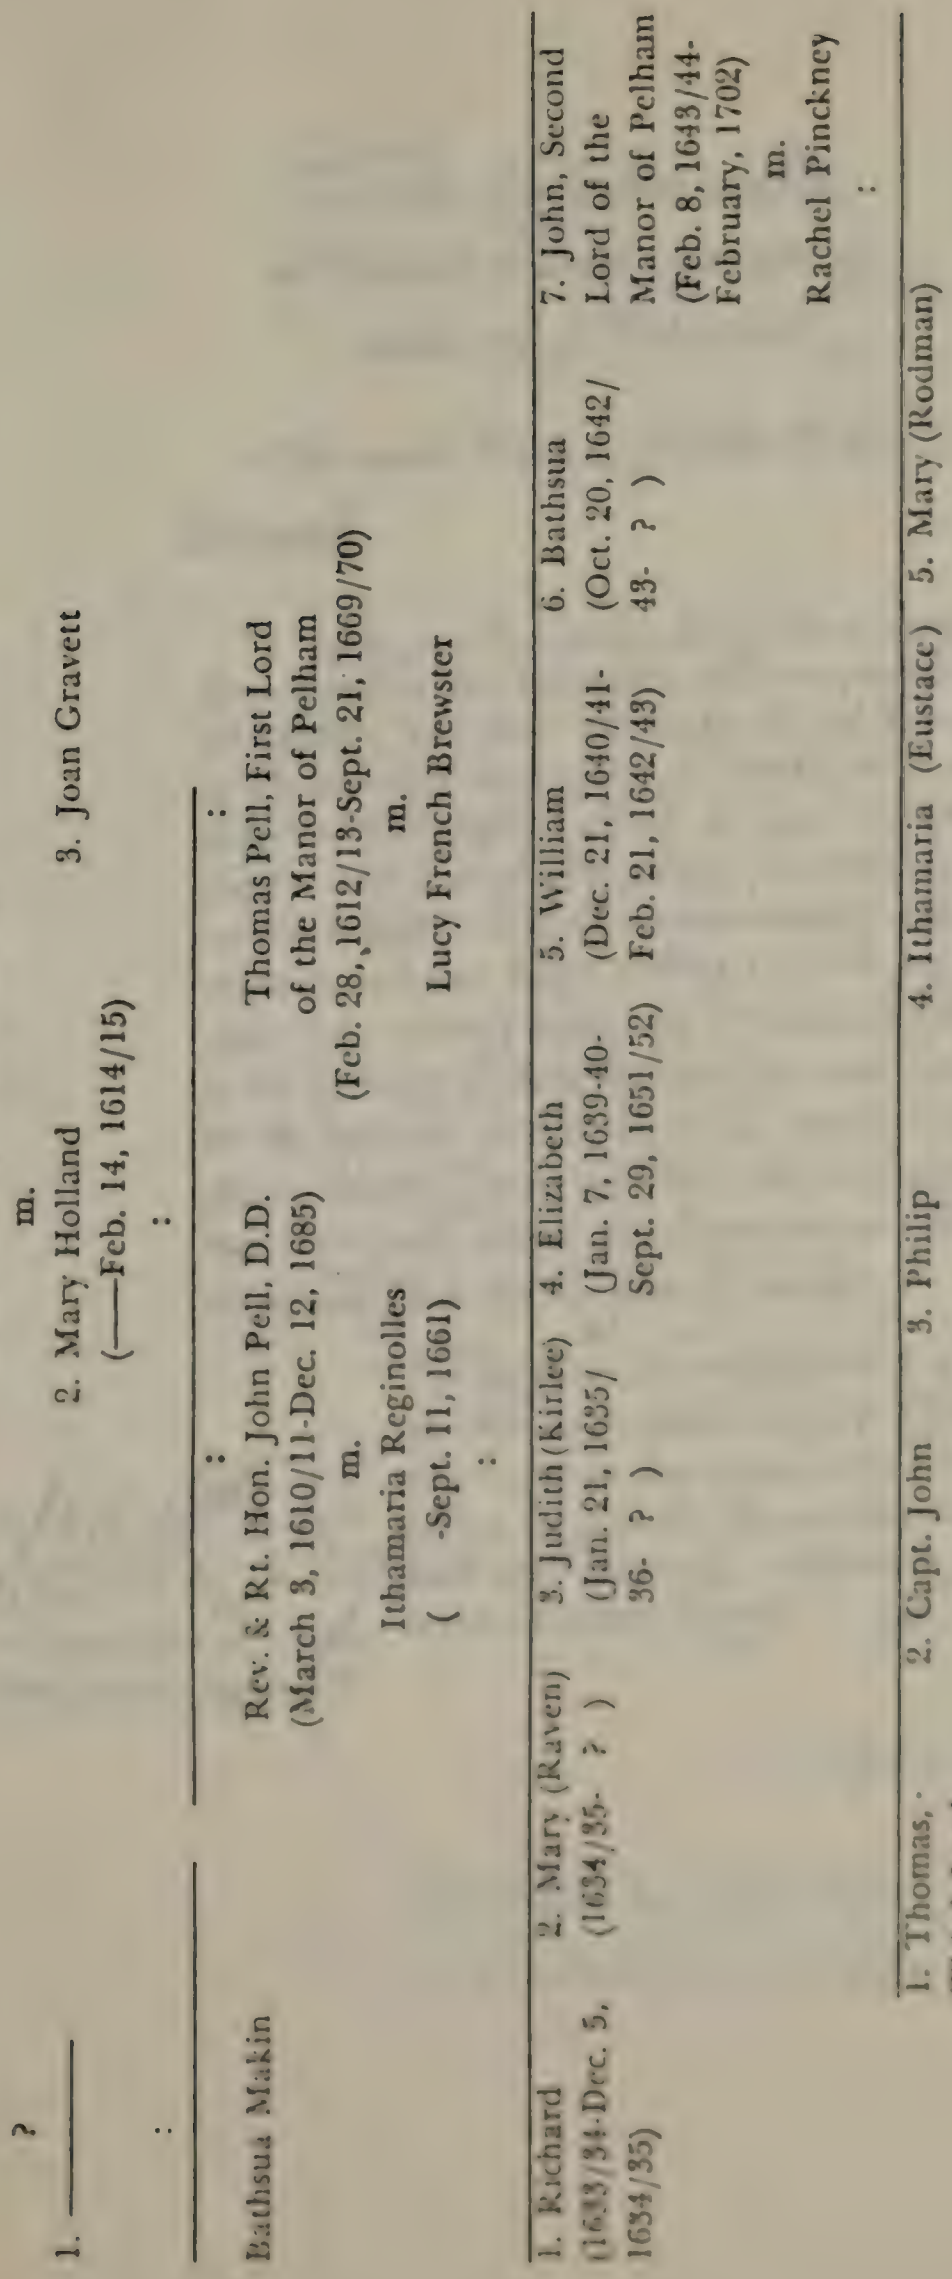 m.
?
1. ——— 2. Mary Holland 3. Joan Gravett
(——Feb. 14, 1614/15)
: :
: :
Bathsua Makin
Rev. & Rt. Hon. John Pell, D.D.
(March 3, 1610/11-Dec. 12, 1685)
m.
Ithamaria Reginolles
( -Sept. 11, 1661)
:
Thomas Pell, First Lord
of the Manor of Pelham
(Feb. 28, 1612/13-Sept. 21, 1669/70)
m.
Lucy French Brewster
1. Richard
(1633/34-Dec. 5,
1634/35)
2. Mary (Raven)
(1634/35- ? )
3. Judith (Kirlee)
(Jan. 21, 1635/
36- ? )
4. Elizabeth
(Jan. 7, 1639-40-
Sept. 29, 1651/52)
5. William
(Dec. 21, 1640/41-
Feb. 21, 1642/43)
6. Bathsua
(Oct. 20, 1642/
43- ? )
7. John, Second
Lord of the
Manor of Pelham
(Feb. 8, 1643/44-
February, 1702)
m.
Rachel Pinckney
:
1. Thomas, 2. Capt. John 3. Philip 4. Ithamaria (Eustace) 5. Mary (Rodman)